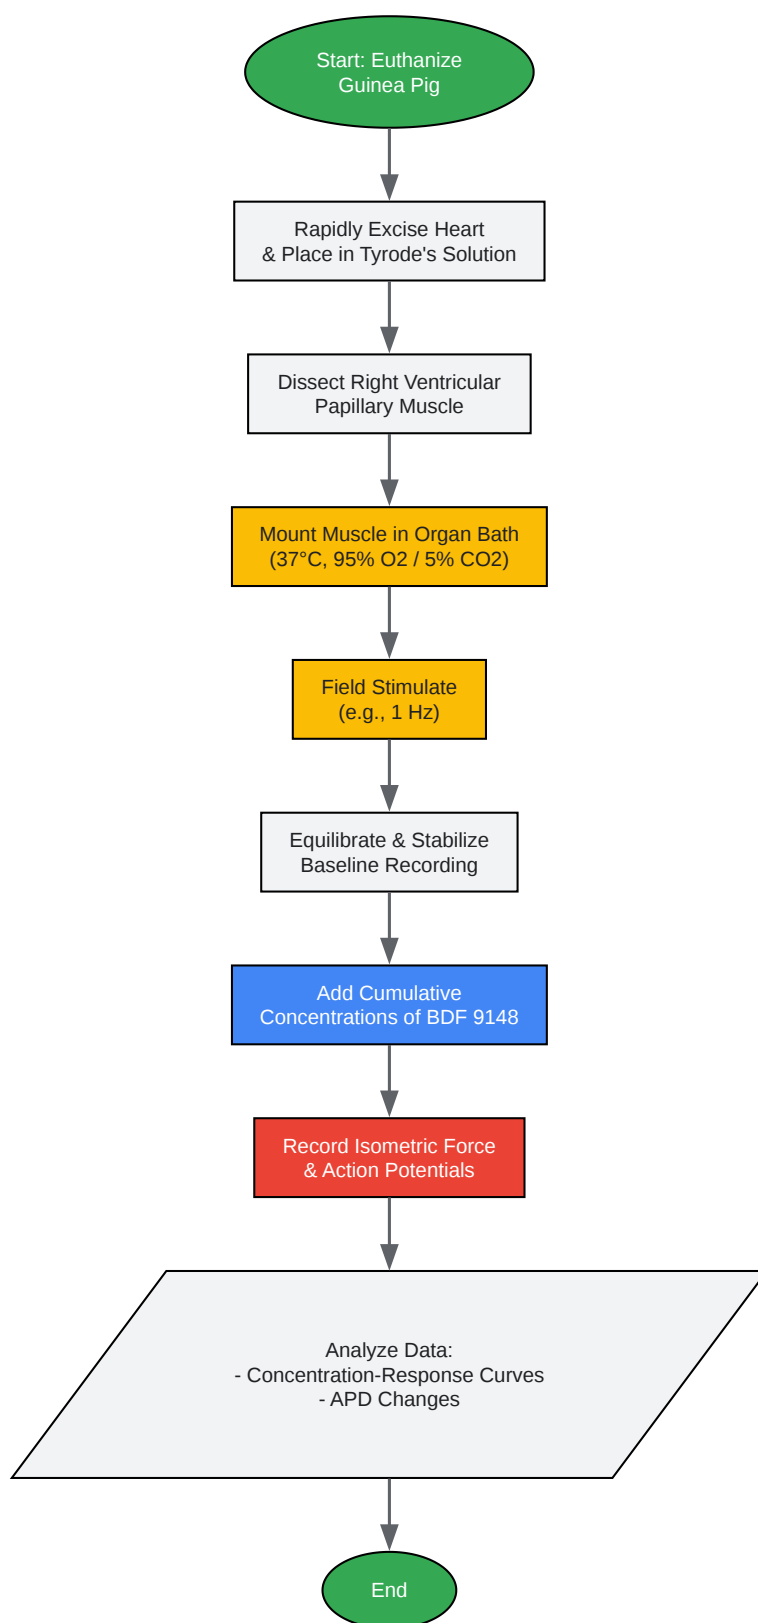 Start: Euthanize
Guinea Pig
Rapidly Excise Heart
& Place in Tyrode's Solution
Dissect Right Ventricular
Papillary Muscle
Mount Muscle in Organ Bath
(37°C, 95% O2 / 5% CO2)
Field Stimulate
(e.g., 1 Hz)
Equilibrate & Stabilize
Baseline Recording
Add Cumulative
Concentrations of BDF 9148
Record Isometric Force
& Action Potentials
Analyze Data:
- Concentration-Response Curves
- APD Changes
End